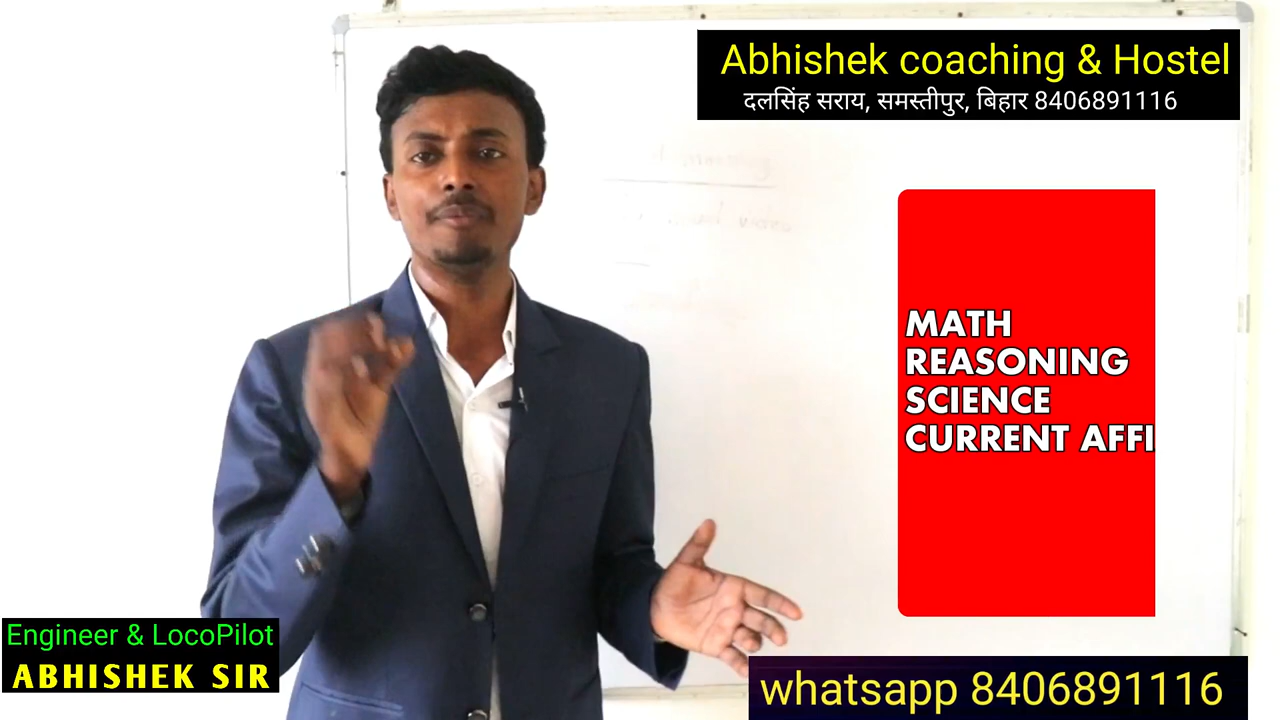 Abhishek coaching & Hostel
दलसिंह सराय, समस्तीपुर, बिहार 8406891116
MATH
REASONING
SCIENCE
CURRENT AFFI
Engineer & LocoPilot
ABHISHEK SIR
whatsapp 8406891116